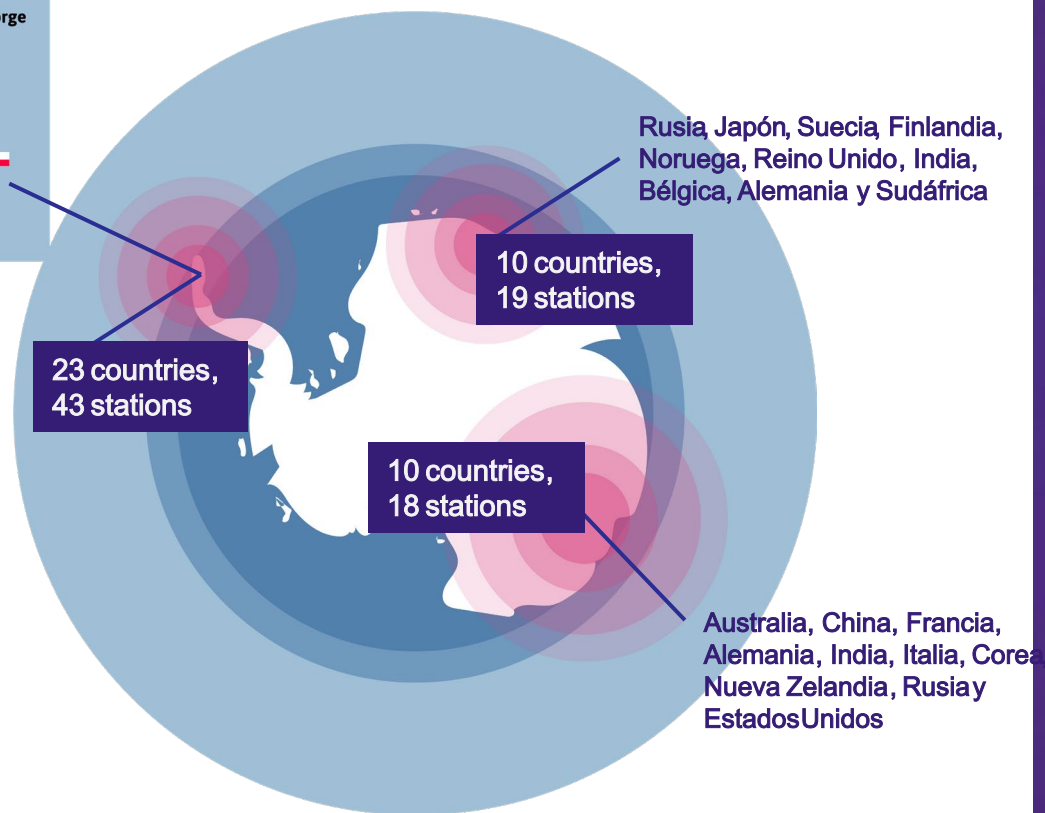 Rusia, Japón, Suecia, Finlandia,
Noruega, Reino Unido, India,
Bélgica, Alemania y Sudáfrica
10 countries,
19 stations
23 countries,
43 stations
10 countries,
18 stations
Australia, China, Francia,
Alemania, India, Italia, Corea,
Nueva Zelandia, Rusia y
EstadosUnidos